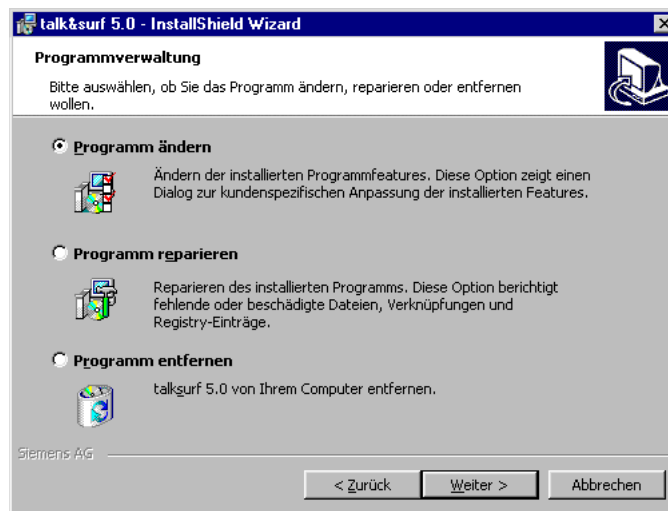 talk&surf 5.0 - InstallShield Wizard
Programmverwaltung
Bitte auswählen, ob Sie das Programm ändern, reparieren oder entfernen
wollen.
Programm ändern
Ändern der installierten Programmfeatures. Diese Option zeigt einen
Dialog zur kundenspezifischen Anpassung der installierten Features.
Programm reparieren
Reparieren des installierten Programms. Diese Option berichtigt
fehlende oder beschädigte Dateien, Verknüpfungen und
Registry-Einträge.
Programm entfernen
talksurf 5.0 von Ihrem Computer entfernen.
Siemens AG
< Zurück
Weiter >
Abbrechen